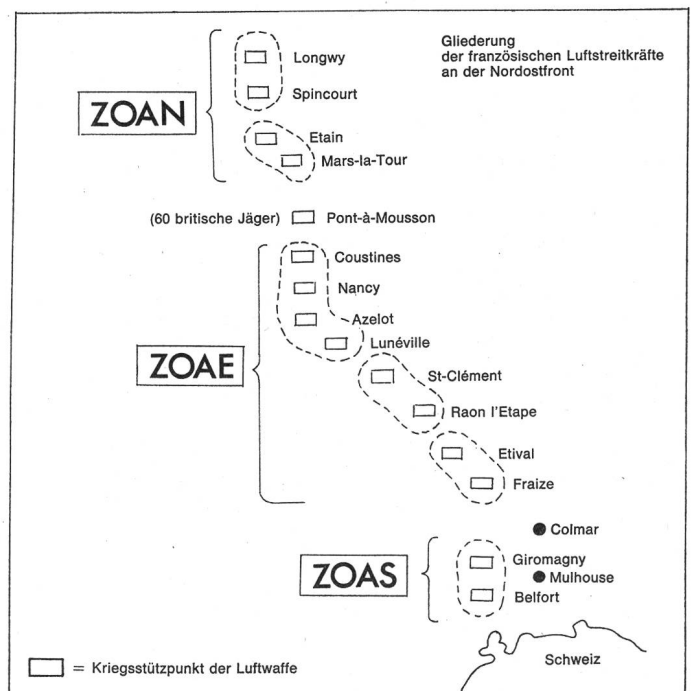 Gliederung
der französischen Luftstreitkräfte
an der Nordostfront
Longwy
Spincourt
ZOAN
Etain
Mars-la-Tour
(60 britische Jäger) Pont-à-Mousson
Coustines
Nancy
Azelot
Lunéville
ZOAE
St-Clément
Raon l'Etape
Etival
Fraize
Colmar
Giromagny
ZOAS
Mulhouse
Belfort
Schweiz
= Kriegsstützpunkt der Luftwaffe